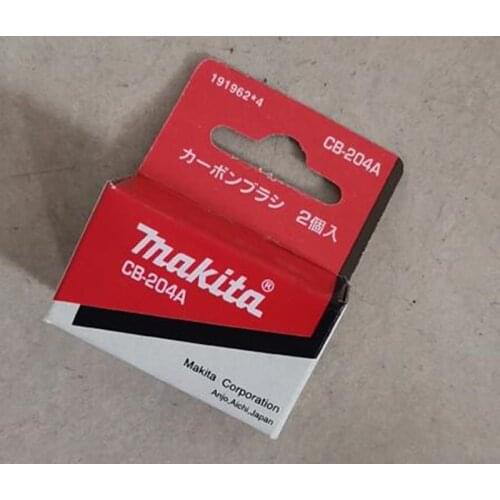 191962*4
CB-204A
カーボンブラシ 2個入
makita®
CB-204A
Makita Corporation
Anjo,Aichi,Japan